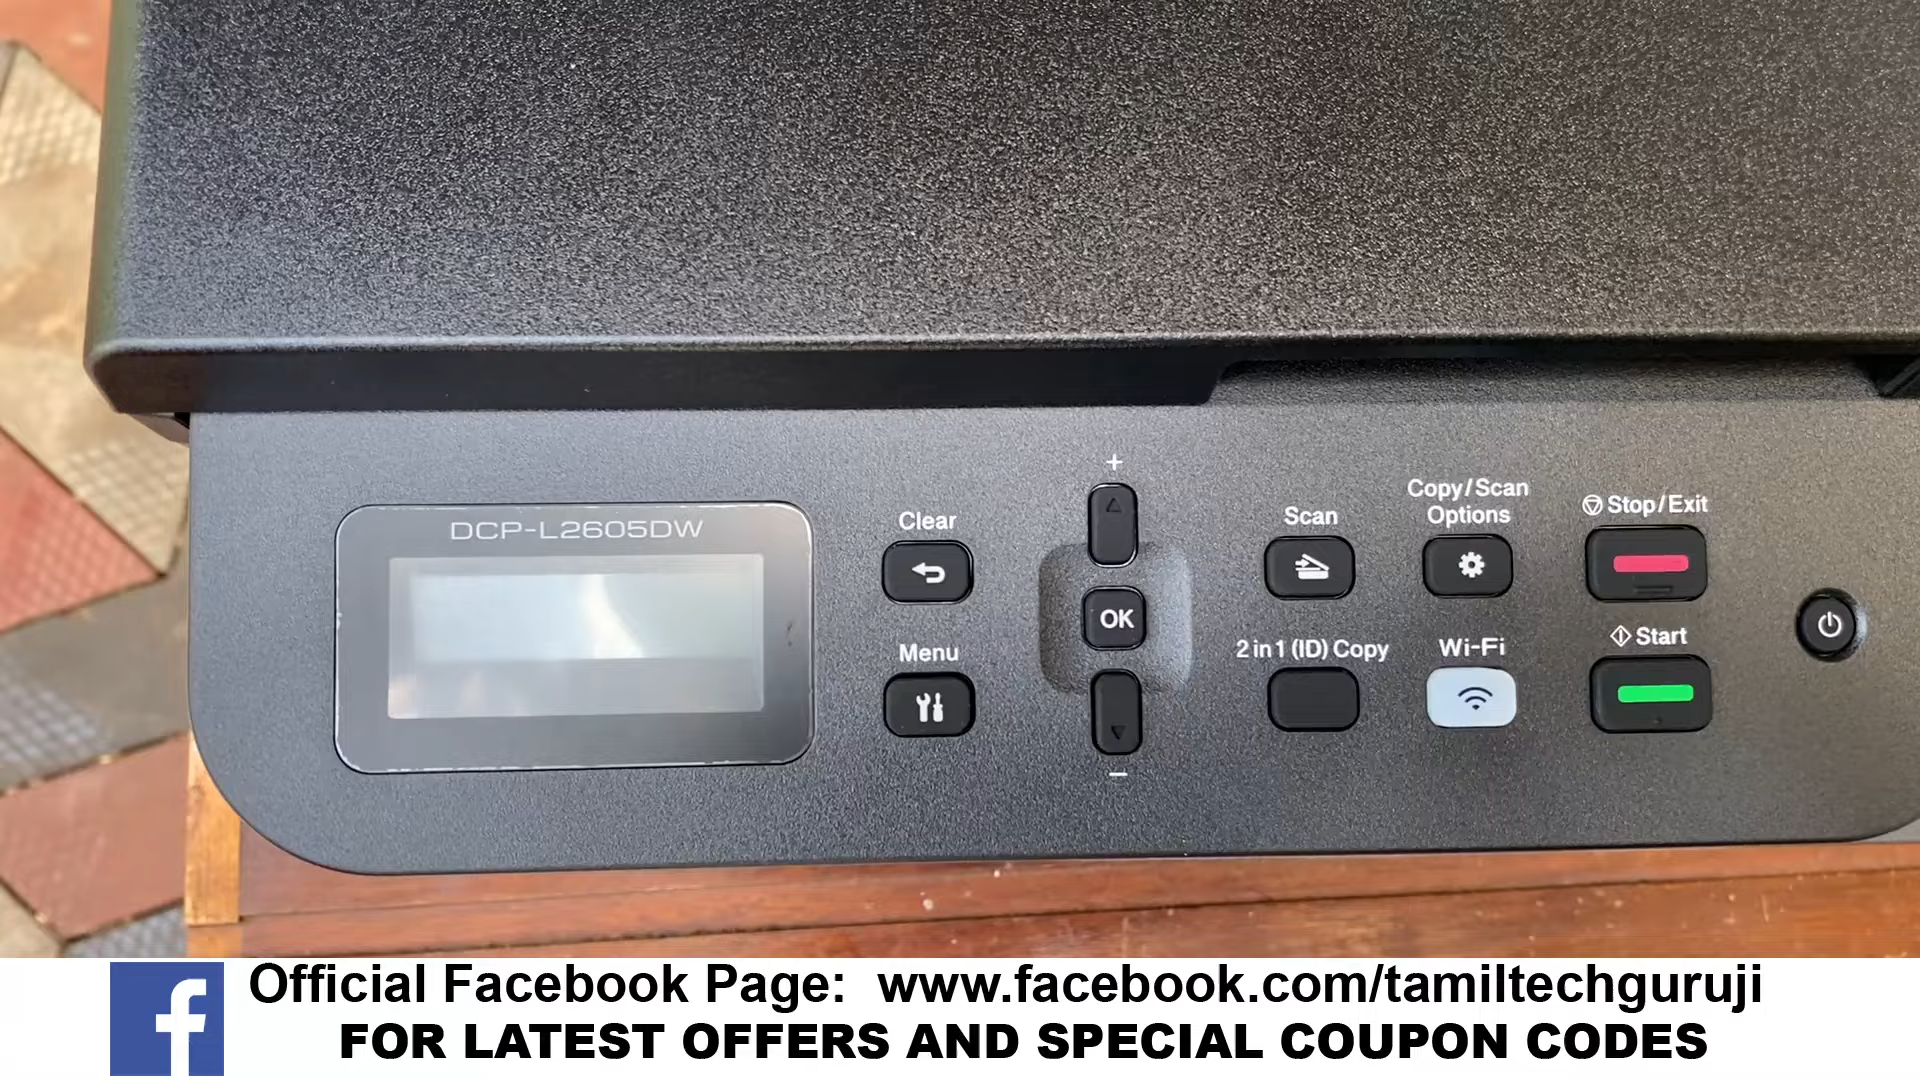 DCP-L2605DW
Clear
Menu
+
OK
−
Scan
Copy/Scan
Options
Stop/Exit
2 in 1 (ID) Copy
Wi-Fi
Start
Official Facebook Page: www.facebook.com/tamiltechguruji
FOR LATEST OFFERS AND SPECIAL COUPON CODES